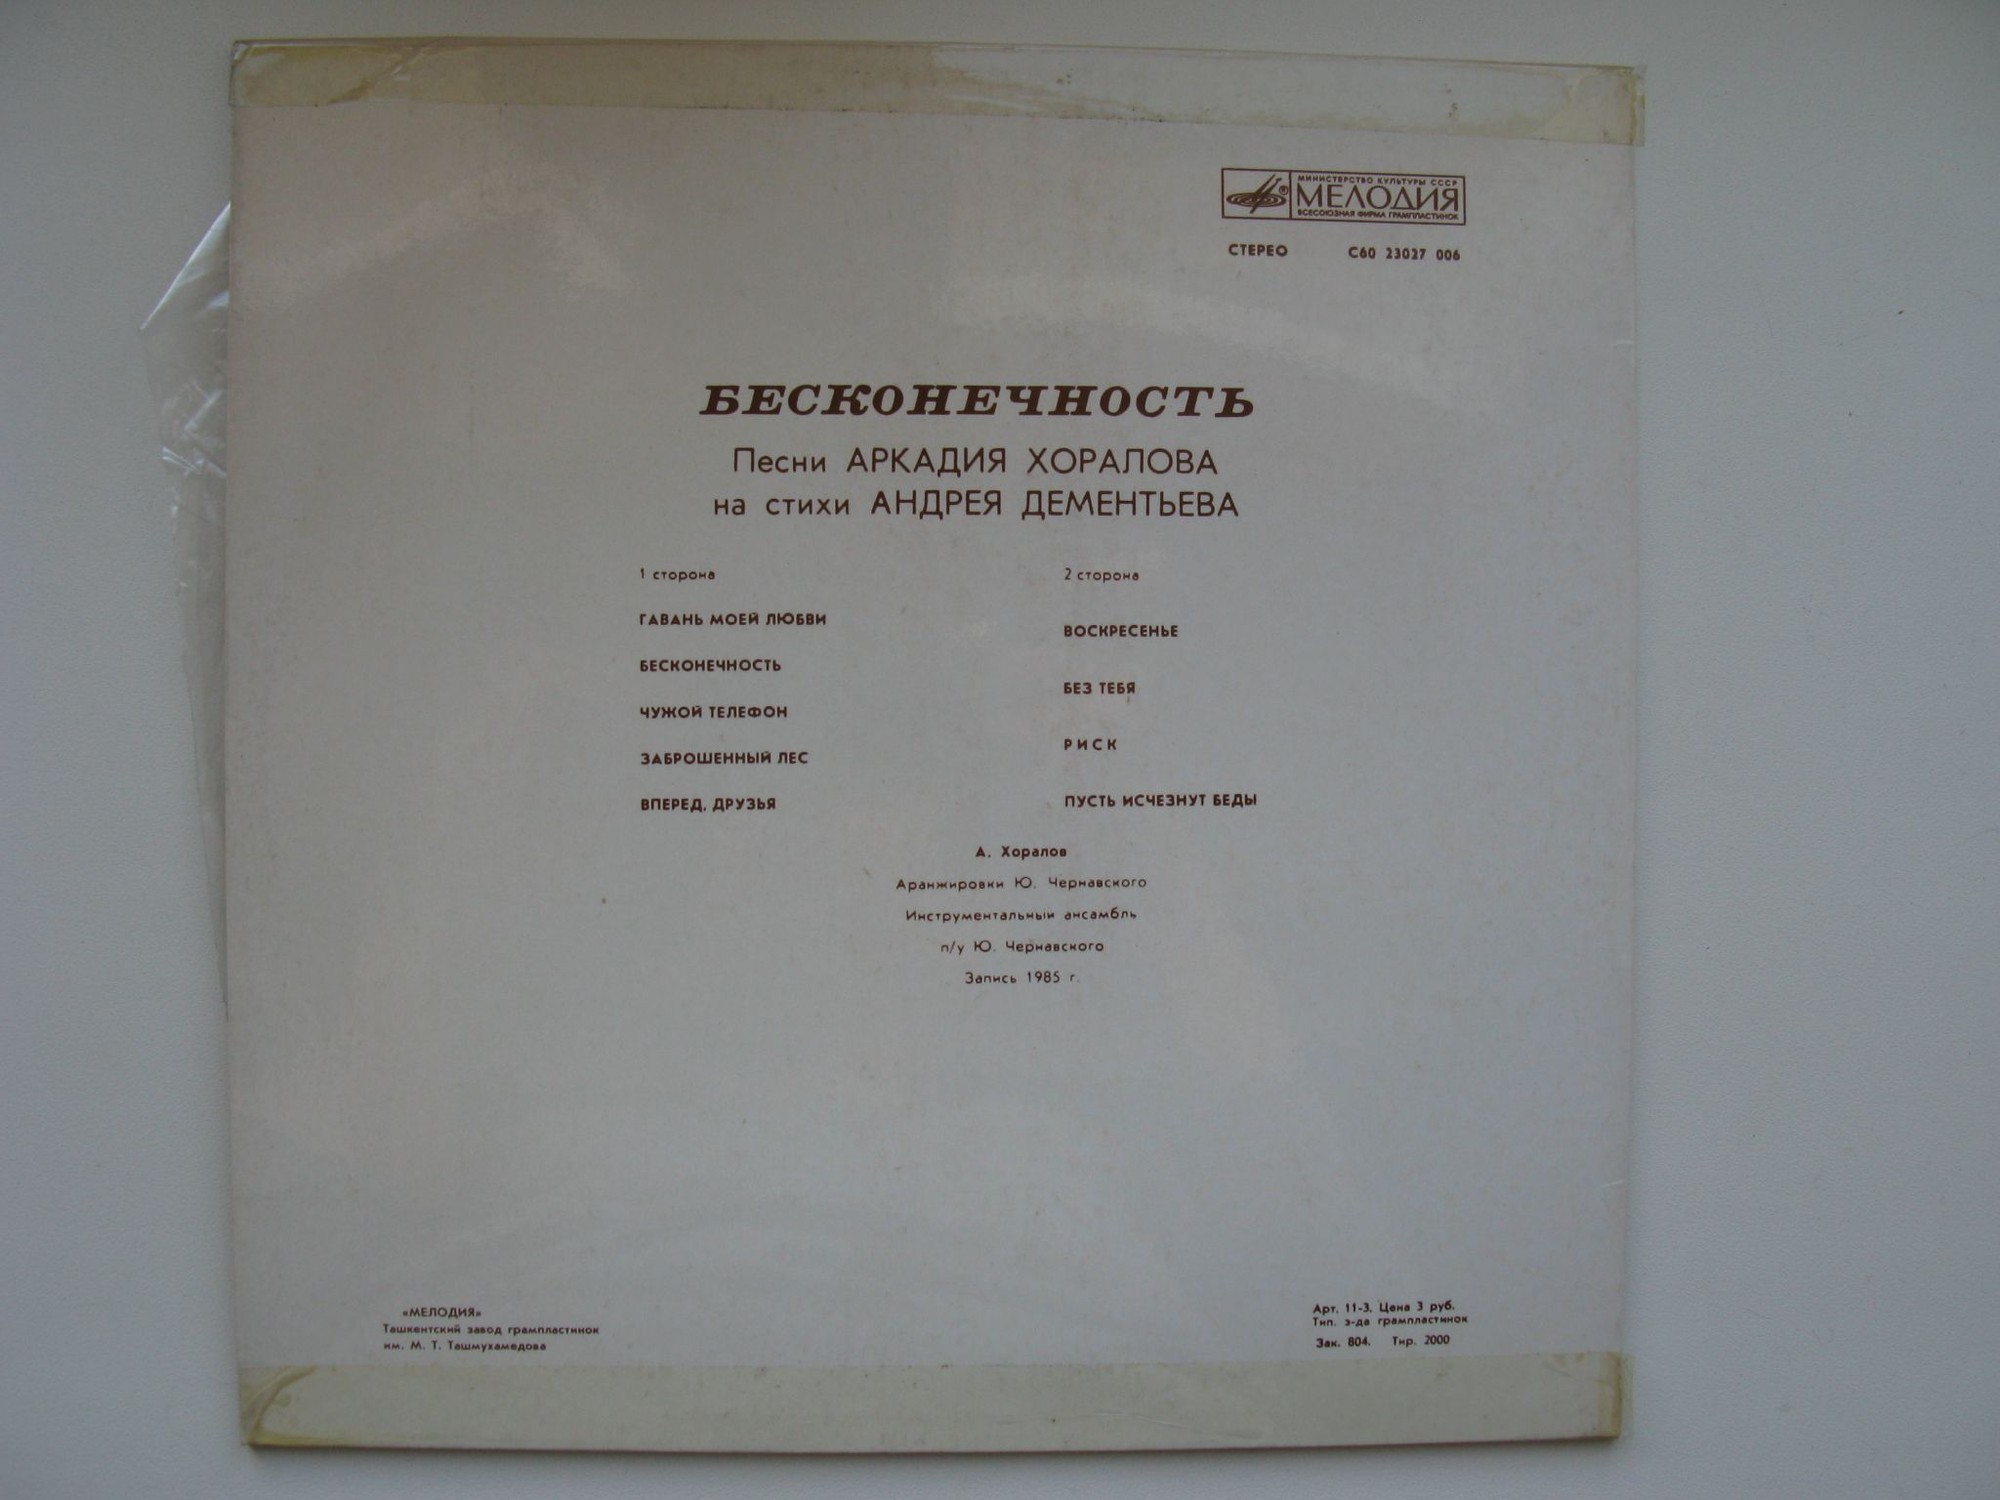 МИНИСТЕРСТВО КУЛЬТУРЫ СССР
МЕЛОДИЯ
ВСЕСОЮЗНАЯ ФИРМА ГРАМПЛАСТИНОК
СТЕРЕО С60 23027 006
БЕСКОНЕЧНОСТЬ
Песни АРКАДИЯ ХОРАЛОВА
на стихи АНДРЕЯ ДЕМЕНТЬЕВА
1 сторона
ГАВАНЬ МОЕЙ ЛЮБВИ
БЕСКОНЕЧНОСТЬ
ЧУЖОЙ ТЕЛЕФОН
ЗАБРОШЕННЫЙ ЛЕС
ВПЕРЕД, ДРУЗЬЯ
2 сторона
ВОСКРЕСЕНЬЕ
БЕЗ ТЕБЯ
РИСК
ПУСТЬ ИСЧЕЗНУТ БЕДЫ
А. Хоралов
Аранжировки Ю. Чернавского
Инструментальный ансамбль
п/у Ю. Чернавского
Запись 1985 г.
«МЕЛОДИЯ»
Ташкентский завод грампластинок
им. М. Т. Ташмухамедова
Арт. 11-3. Цена 3 руб.
Тип. з-да грампластинок
Зак. 804. Тир. 2000